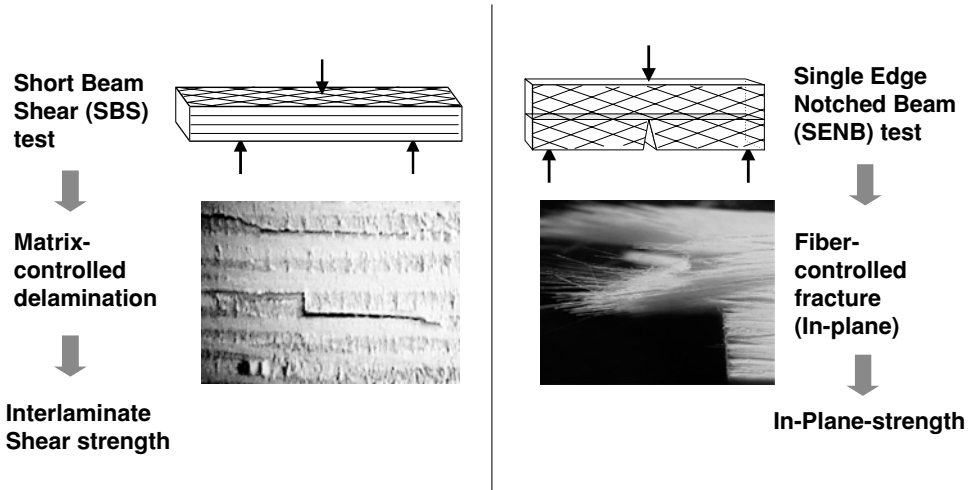 Short Beam
Shear (SBS)
test
Matrix-
controlled
delamination
Interlaminate
Shear strength
Single Edge
Notched Beam
(SENB) test
Fiber-
controlled
fracture
(In-plane)
In-Plane-strength